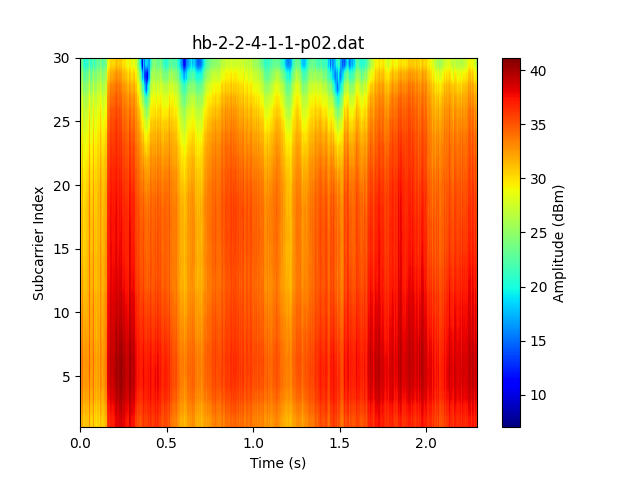 hb-2-2-4-1-1-p02.dat
30
25
20
15
10
5
Subcarrier Index
0.0 0.5 1.0 1.5 2.0
Time (s)
40
35
30
25
20
15
10
Amplitude (dBm)